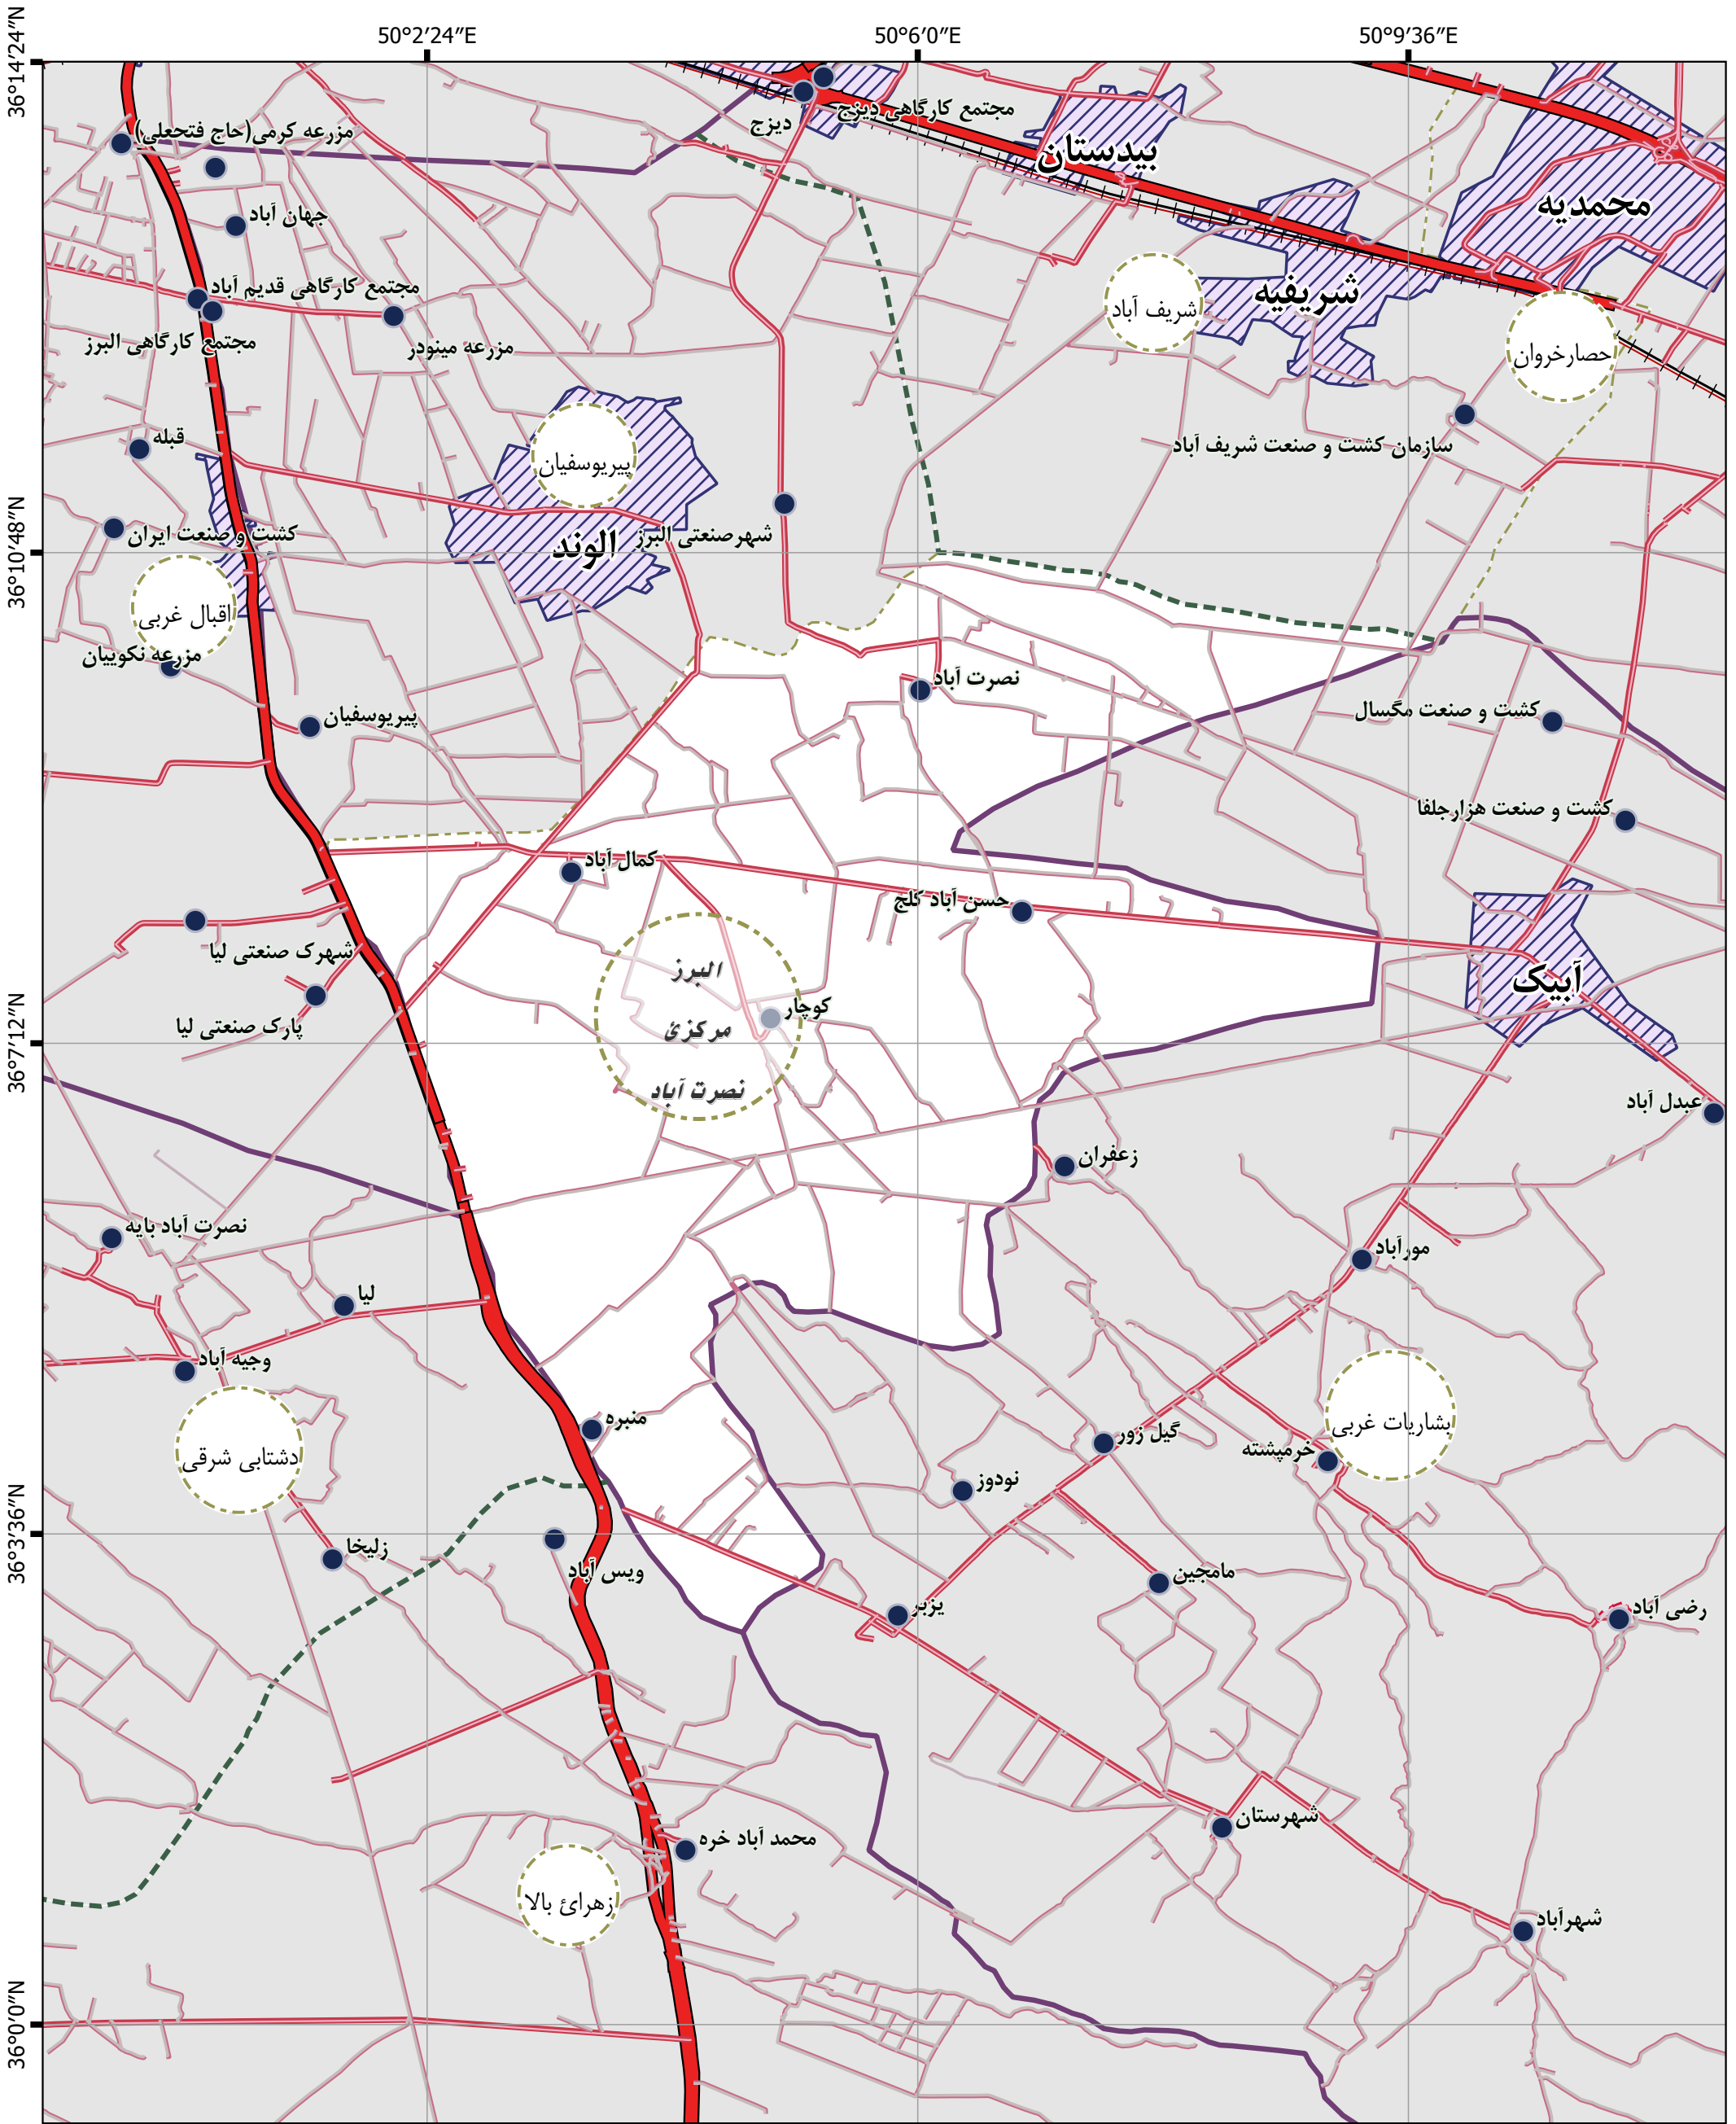 50°2′24″E
50°6′0″E
50°9′36″E
36°14′24″N
36°10′48″N
36°7′12″N
36°3′36″N
36°0′0″N
مجتمع کارگاهی دیزج
دیزج
مزرعه کرمی(حاج فتحعلی)
بیدستان
محمدیه
جهان آباد
مجتمع کارگاهی قدیم آباد
شریفیه
شریف آباد
مجتمع کارگاهی البرز
مزرعه مینودر
حصارخروان
قبله
سازمان کشت و صنعت شریف آباد
پیریوسفیان
کشت و صنعت ایران
شهرصنعتی البرز
الوند
اقبال غربی
مزرعه نکوییان
نصرت آباد
پیریوسفیان
کشت و صنعت مگسال
کشت و صنعت هزارجلفا
کمال آباد
حسن آباد کلج
شهرک صنعتی لیا
البرز
آبیک
کوچار
پارک صنعتی لیا
مرکزئ
نصرت آباد
عبدل آباد
زعفران
نصرت آباد بایه
مورآباد
لیا
وجیه آباد
منبره
بشاریات غربی
گیل زور
خرمپشته
دشتابی شرقی
نودوز
زلیخا
ویس آباد
مامجین
یزبر
رضی آباد
شهرستان
محمد آباد خره
زهرائ بالا
شهرآباد